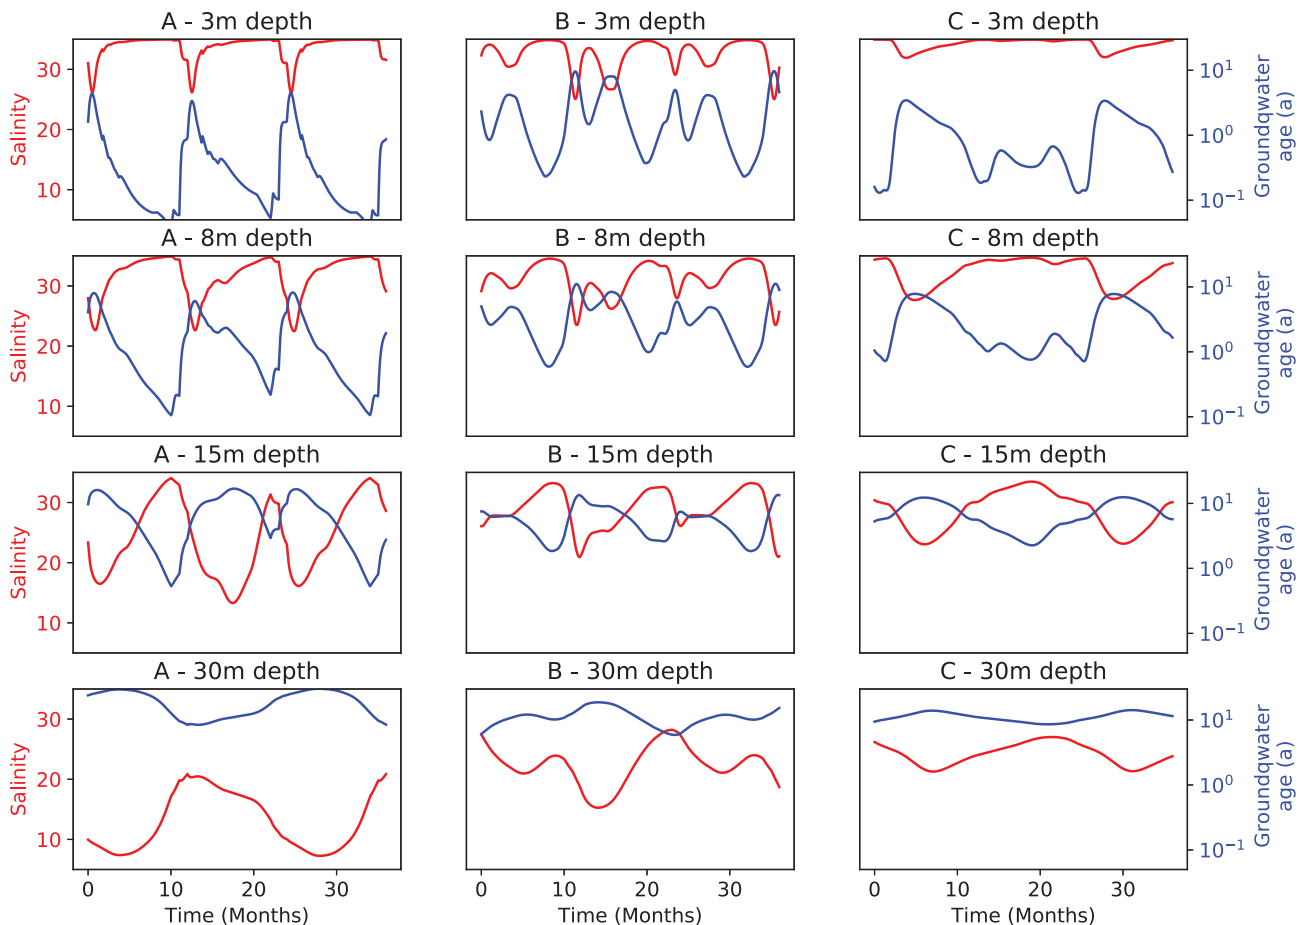 A - 3m depth
B - 3m depth
C - 3m depth
30
20
10
Salinity
10¹
10⁰
10⁻¹
Groundqwater
age (a)
A - 8m depth
B - 8m depth
C - 8m depth
30
20
10
Salinity
10¹
10⁰
10⁻¹
Groundqwater
age (a)
A - 15m depth
B - 15m depth
C - 15m depth
30
20
10
Salinity
10¹
10⁰
10⁻¹
Groundqwater
age (a)
A - 30m depth
B - 30m depth
C - 30m depth
30
20
10
Salinity
10¹
10⁰
10⁻¹
Groundqwater
age (a)
0 10 20 30
0 10 20 30
0 10 20 30
Time (Months)
Time (Months)
Time (Months)